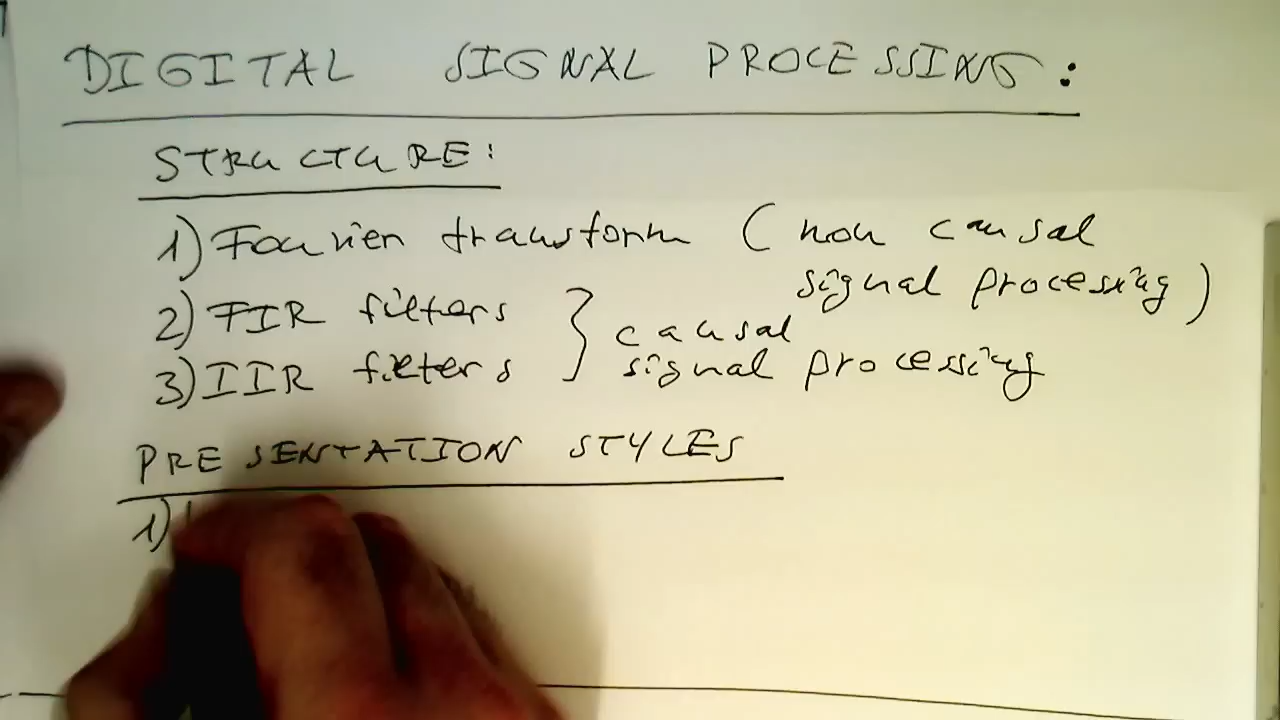 DIGITAL SIGNAL PROCESSING:
STRUCTURE:
1) Fourier transform (non causal
signal processing)
2) FIR filters } causal
3) IIR filters signal processing
PRESENTATION STYLES
1)